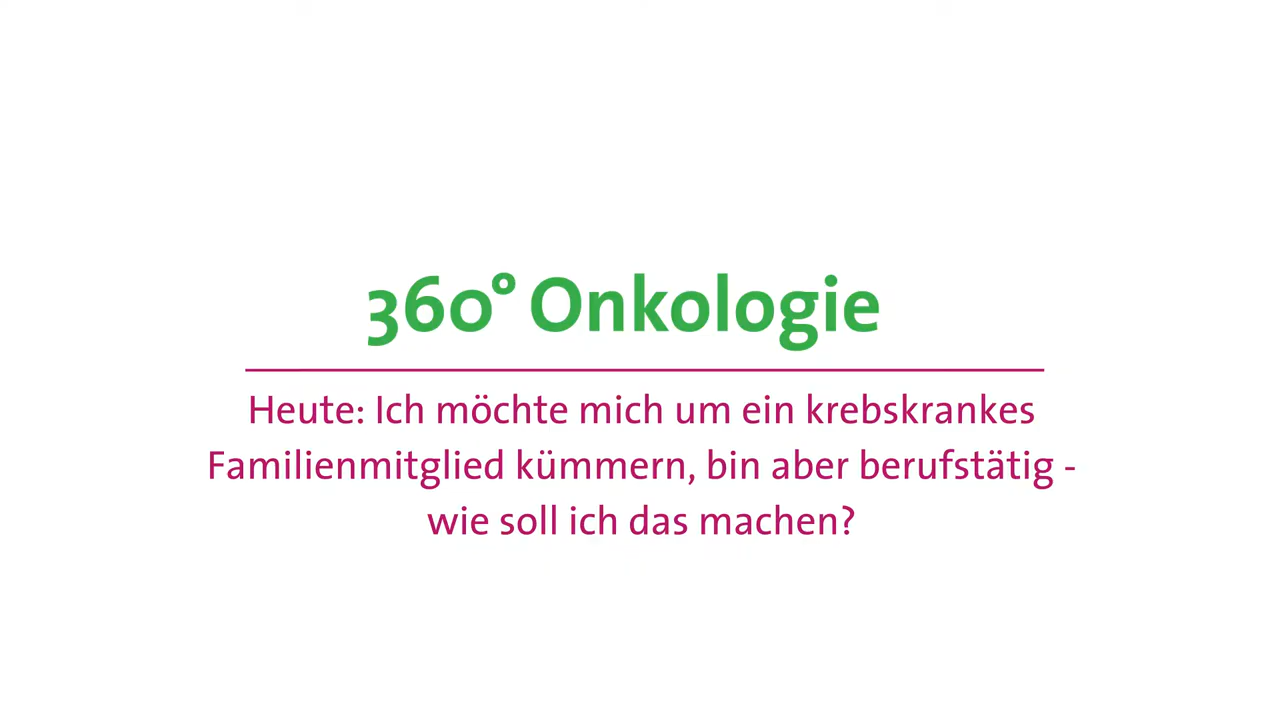 360° Onkologie
Heute: Ich möchte mich um ein krebskrankes
Familienmitglied kümmern, bin aber berufstätig -
wie soll ich das machen?